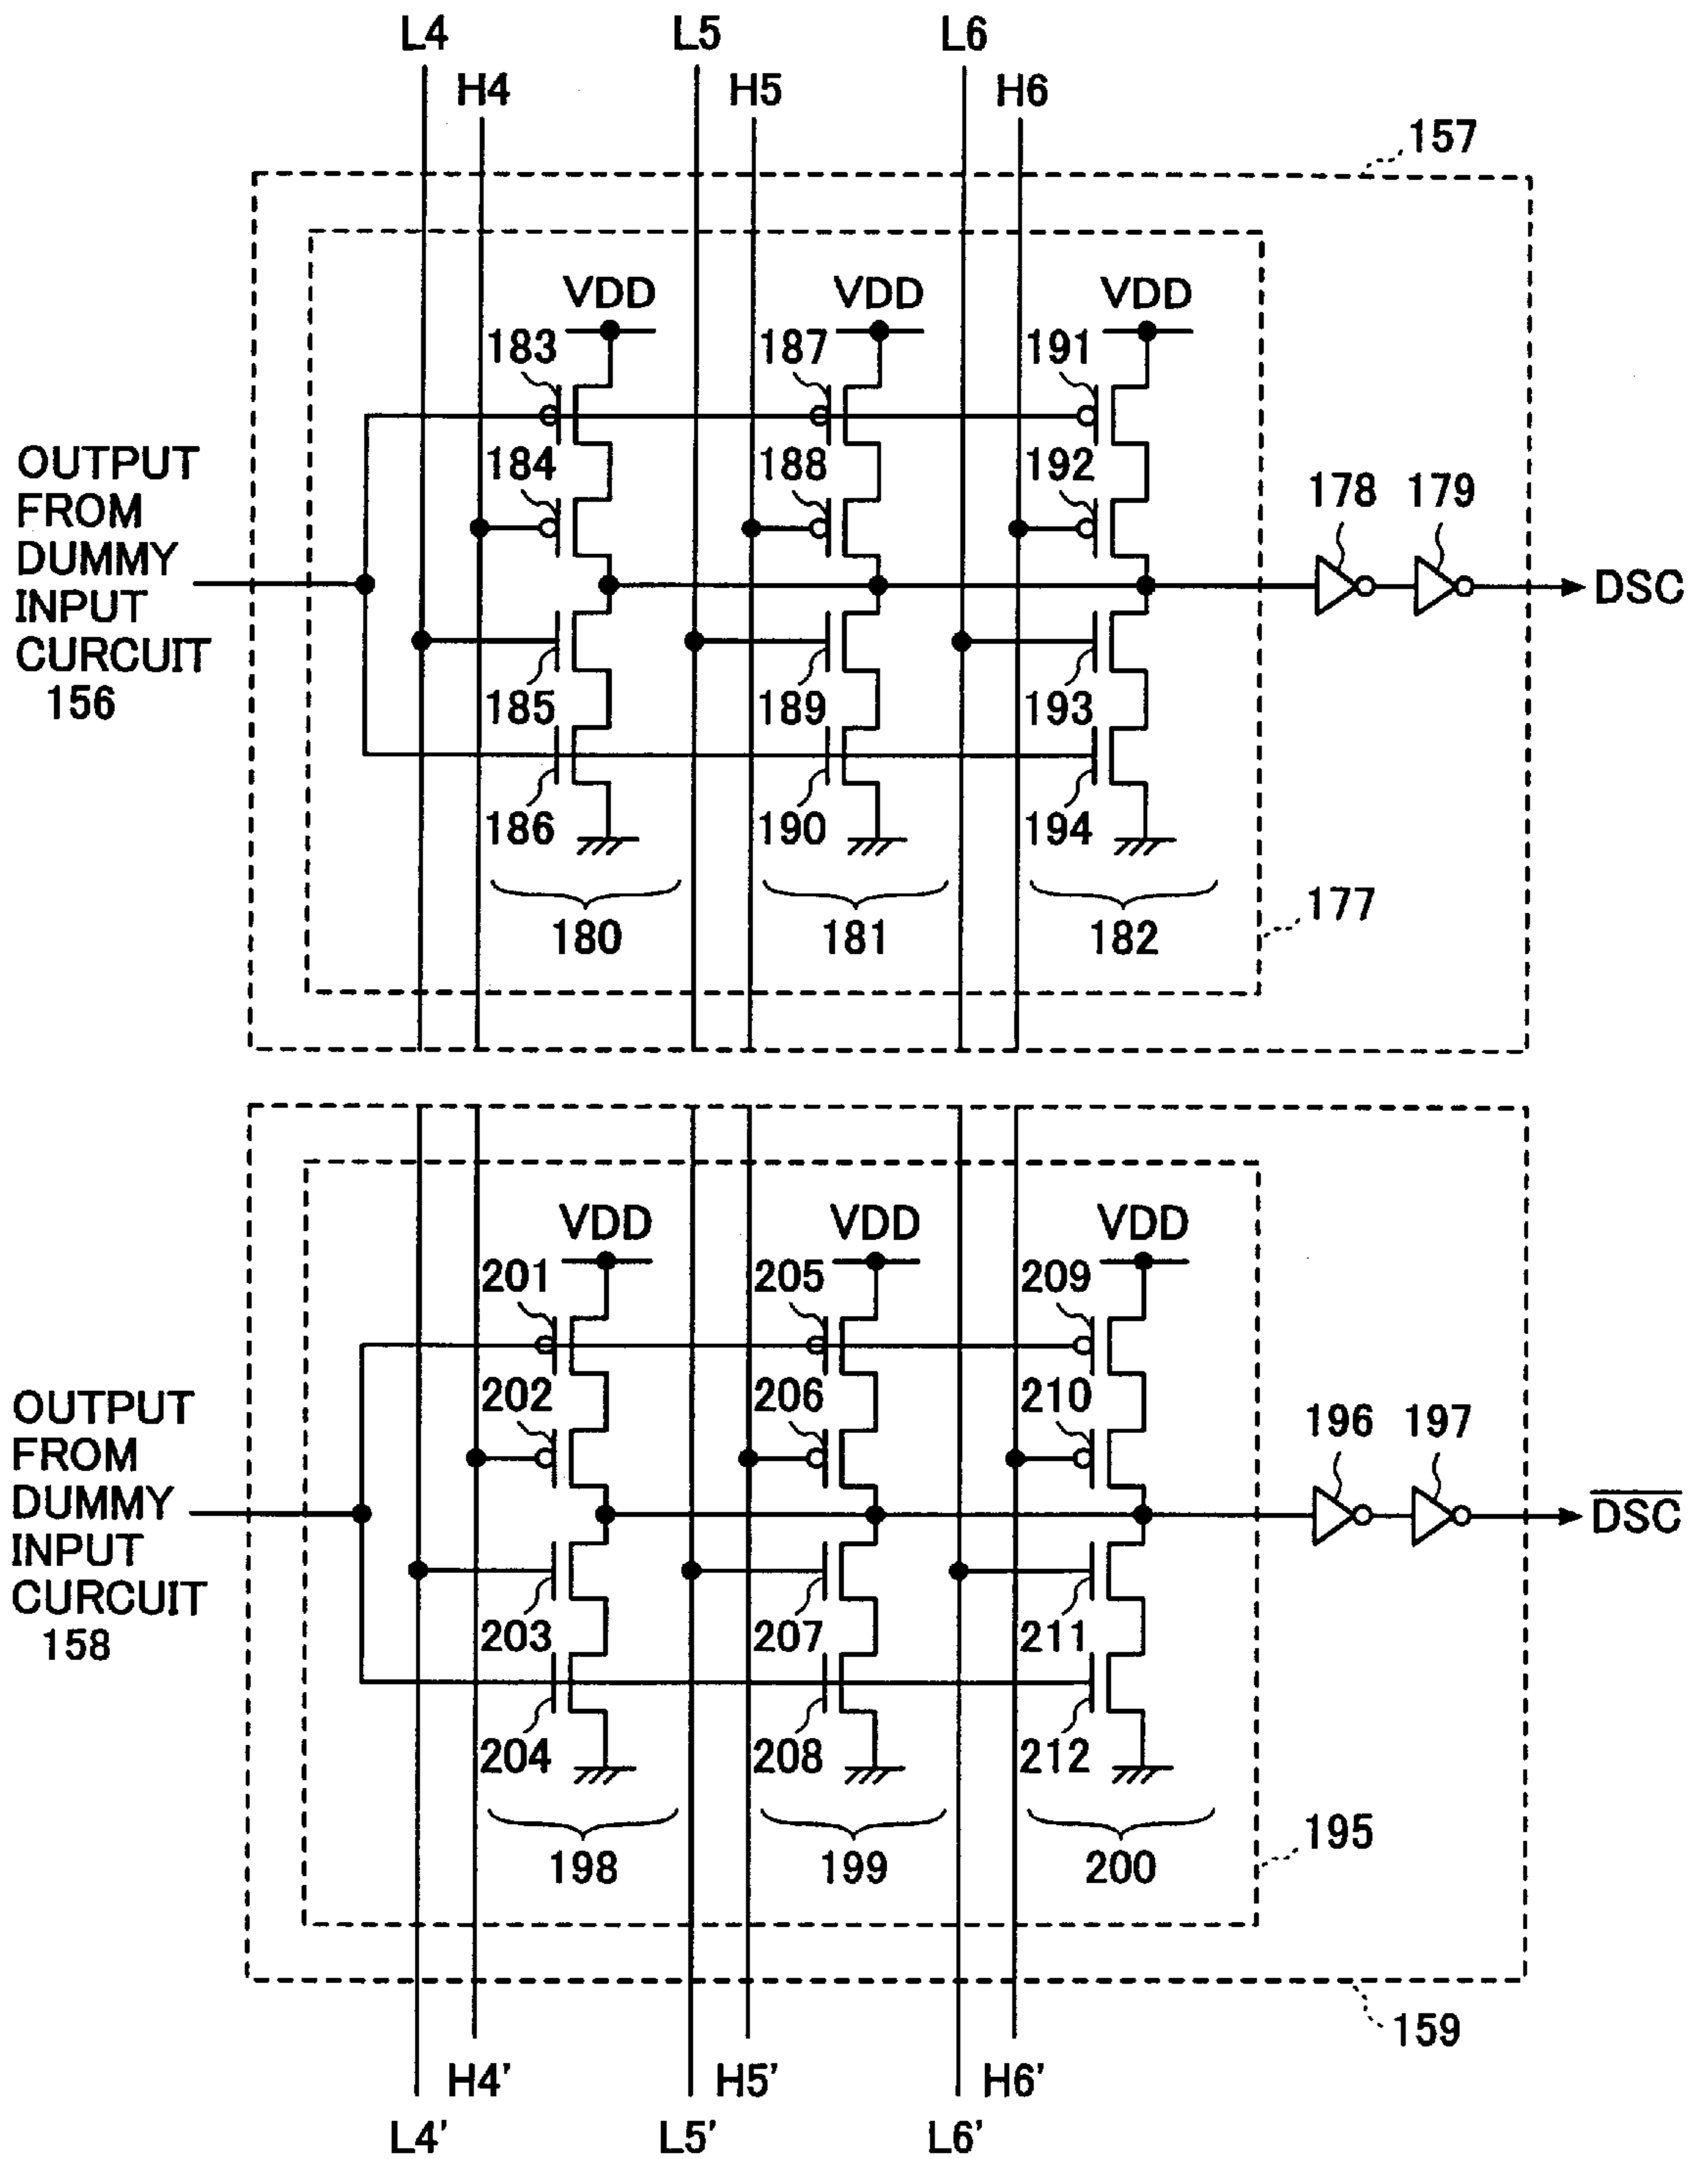 L4 L5 L6
H4 H5 H6
157
VDD VDD VDD
183 187 191
OUTPUT
FROM
DUMMY
INPUT
CURCUIT
156
184 188 192
178 179
DSC
185 189 193
186 190 194
180 181 182
177
VDD VDD VDD
201 205 209
OUTPUT
FROM
DUMMY
INPUT
CURCUIT
158
202 206 210
196 197
DSC
203 207 211
204 208 212
198 199 200
195
159
H4' H5' H6'
L4' L5' L6'